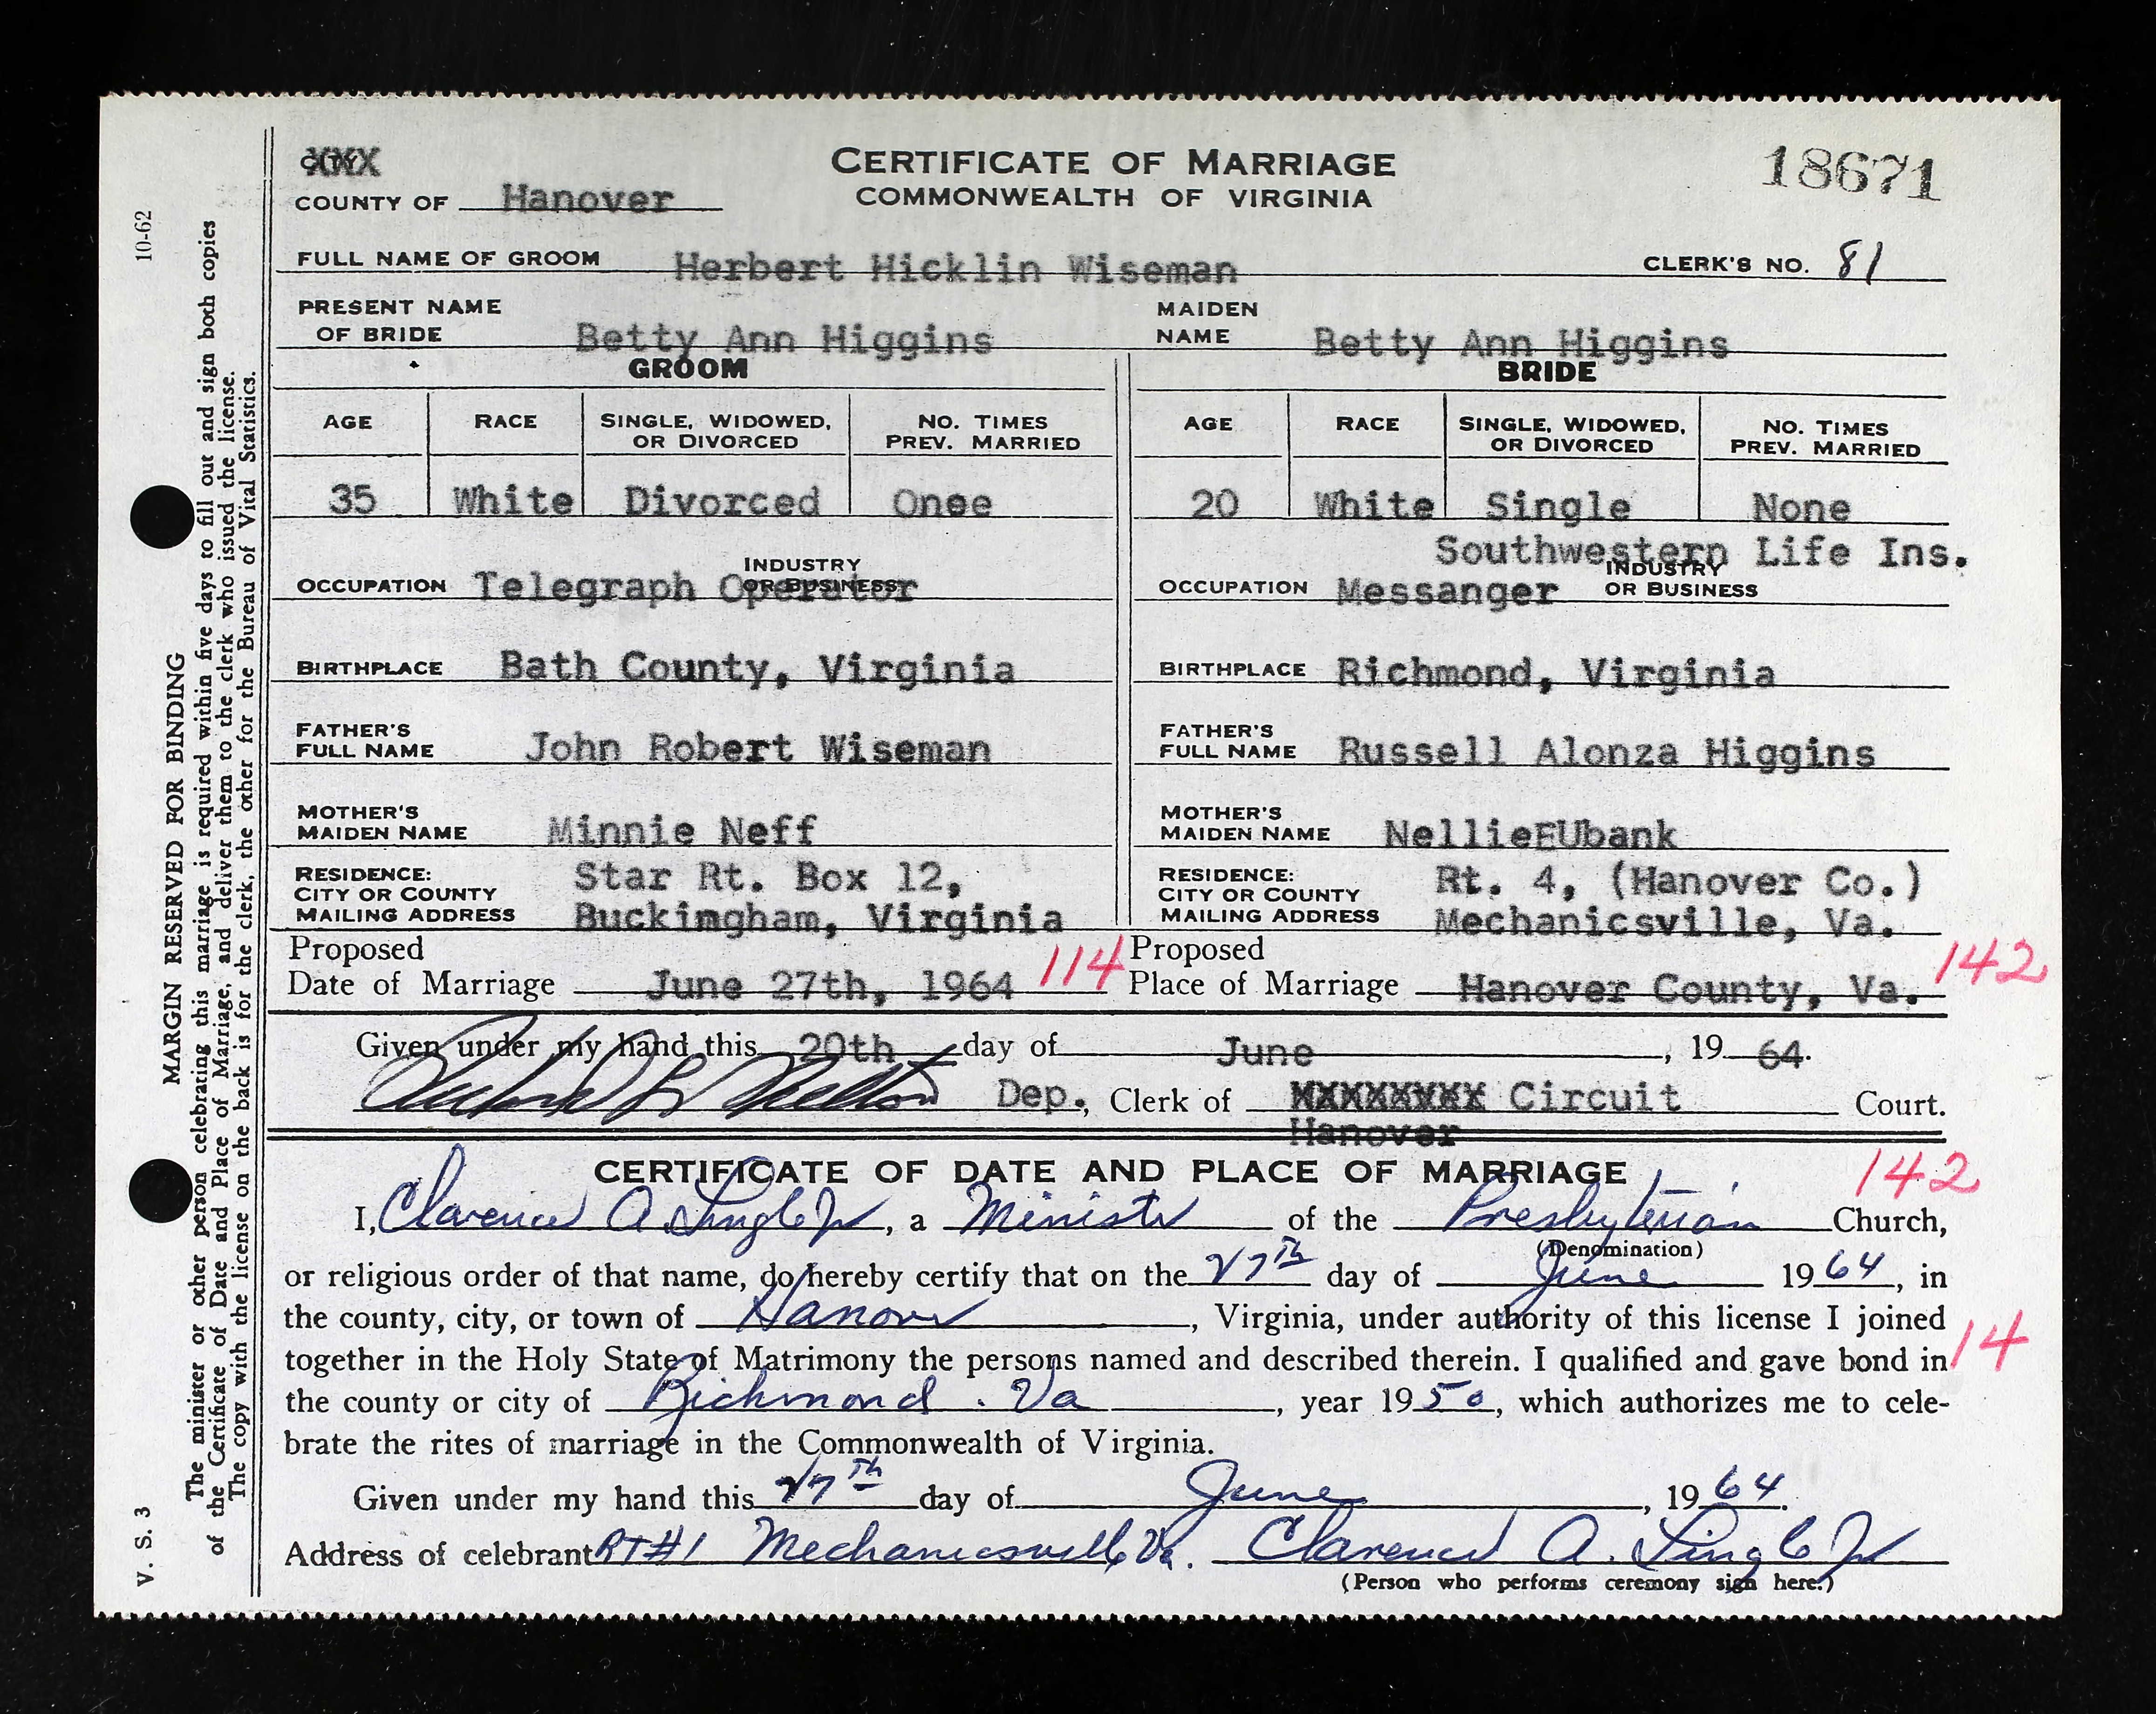 CITY
CERTIFICATE OF MARRIAGE
18671
COUNTY OF Hanover
COMMONWEALTH OF VIRGINIA
FULL NAME OF GROOM Herbert Hicklin Wiseman CLERK'S NO. 81
PRESENT NAME OF BRIDE Betty Ann Higgins MAIDEN NAME Betty Ann Higgins
GROOM BRIDE
AGE RACE SINGLE, WIDOWED, OR DIVORCED NO. TIMES PREV. MARRIED AGE RACE SINGLE, WIDOWED, OR DIVORCED NO. TIMES PREV. MARRIED
35 White Divorced Once 20 White Single None
Southwestern Life Ins.
OCCUPATION Telegraph Operator INDUSTRY OR BUSINESS OCCUPATION Messanger INDUSTRY OR BUSINESS
BIRTHPLACE Bath County, Virginia BIRTHPLACE Richmond, Virginia
FATHER'S FULL NAME John Robert Wiseman FATHER'S FULL NAME Russell Alonza Higgins
MOTHER'S MAIDEN NAME Minnie Neff MOTHER'S MAIDEN NAME NellieEUbank
RESIDENCE: CITY OR COUNTY MAILING ADDRESS Star Rt. Box 12, Buckimgham, Virginia RESIDENCE: CITY OR COUNTY MAILING ADDRESS Rt. 4, (Hanover Co.) Mechanicsville, Va.
Proposed Date of Marriage June 27th, 1964 114 Proposed Place of Marriage Hanover County, Va. 142
Given under my hand this 20th day of June, 19 64.
Dep., Clerk of Circuit Court.
Hanover
CERTIFICATE OF DATE AND PLACE OF MARRIAGE 142
I, Clarence A. Jr, a Minister of the Presbyterian Church,
(Denomination)
or religious order of that name, do hereby certify that on the 27th day of June 1964, in
the county, city, or town of Hanover, Virginia, under authority of this license I joined
together in the Holy State of Matrimony the persons named and described therein. I qualified and gave bond in 14
the county or city of Richmond. Va, year 1950, which authorizes me to cele-
brate the rites of marriage in the Commonwealth of Virginia.
Given under my hand this 27th day of June, 1964.
Address of celebrant RT#1 Mechanicsville Va. Clarence A. Jr
(Person who performs ceremony sign here.)
10-62
MARGIN RESERVED FOR BINDING
V. S. 3
The minister or other person celebrating this marriage is required within five days to fill out and sign both copies
of the Certificate of Date and Place of Marriage, and deliver them to the clerk who issued the license.
The copy with the license on the back is for the clerk, the other for the Bureau of Vital Statistics.